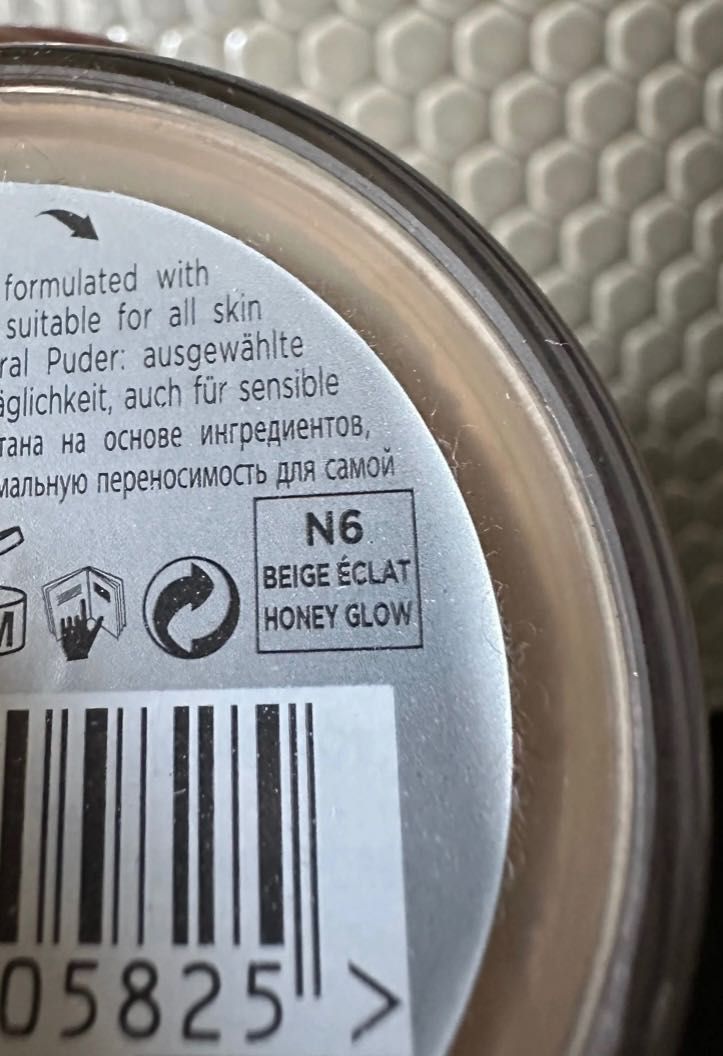 formulated with
suitable for all skin
ral Puder: ausgewählte
äglichkeit, auch für sensible
тана на основе ингредиентов,
мальную переносимость для самой
N6
BEIGE ÉCLAT
HONEY GLOW
M
05825 >